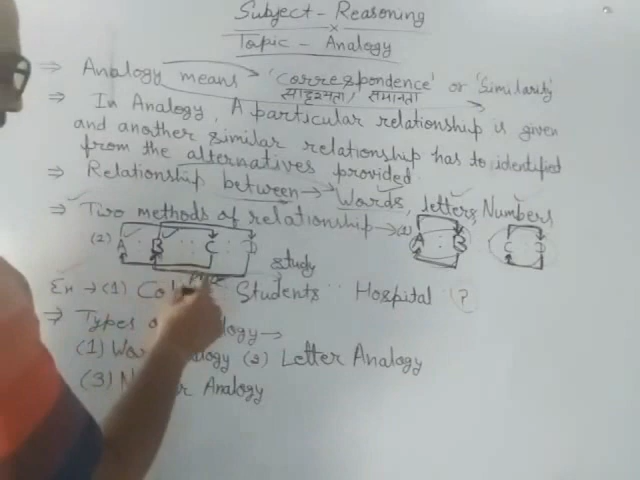 Subject - Reasoning
×
Topic - Analogy
⇒ Analogy means → 'correspondence' or 'Similarity'
सादृश्यता / समानता
⇒ In Analogy, A particular relationship is given
and another similar relationship has to identified
from the alternatives provided.
⇒ Relationship between → Words, letters, Numbers
⇒ Two methods of relationship → (1) A : B :: C : D
(2) A : B :: C : D
study
Ex → (1) Students :: Hospital : ?
⇒ Types Analogy →
(1) (2) Letter Analogy
(3) Analogy